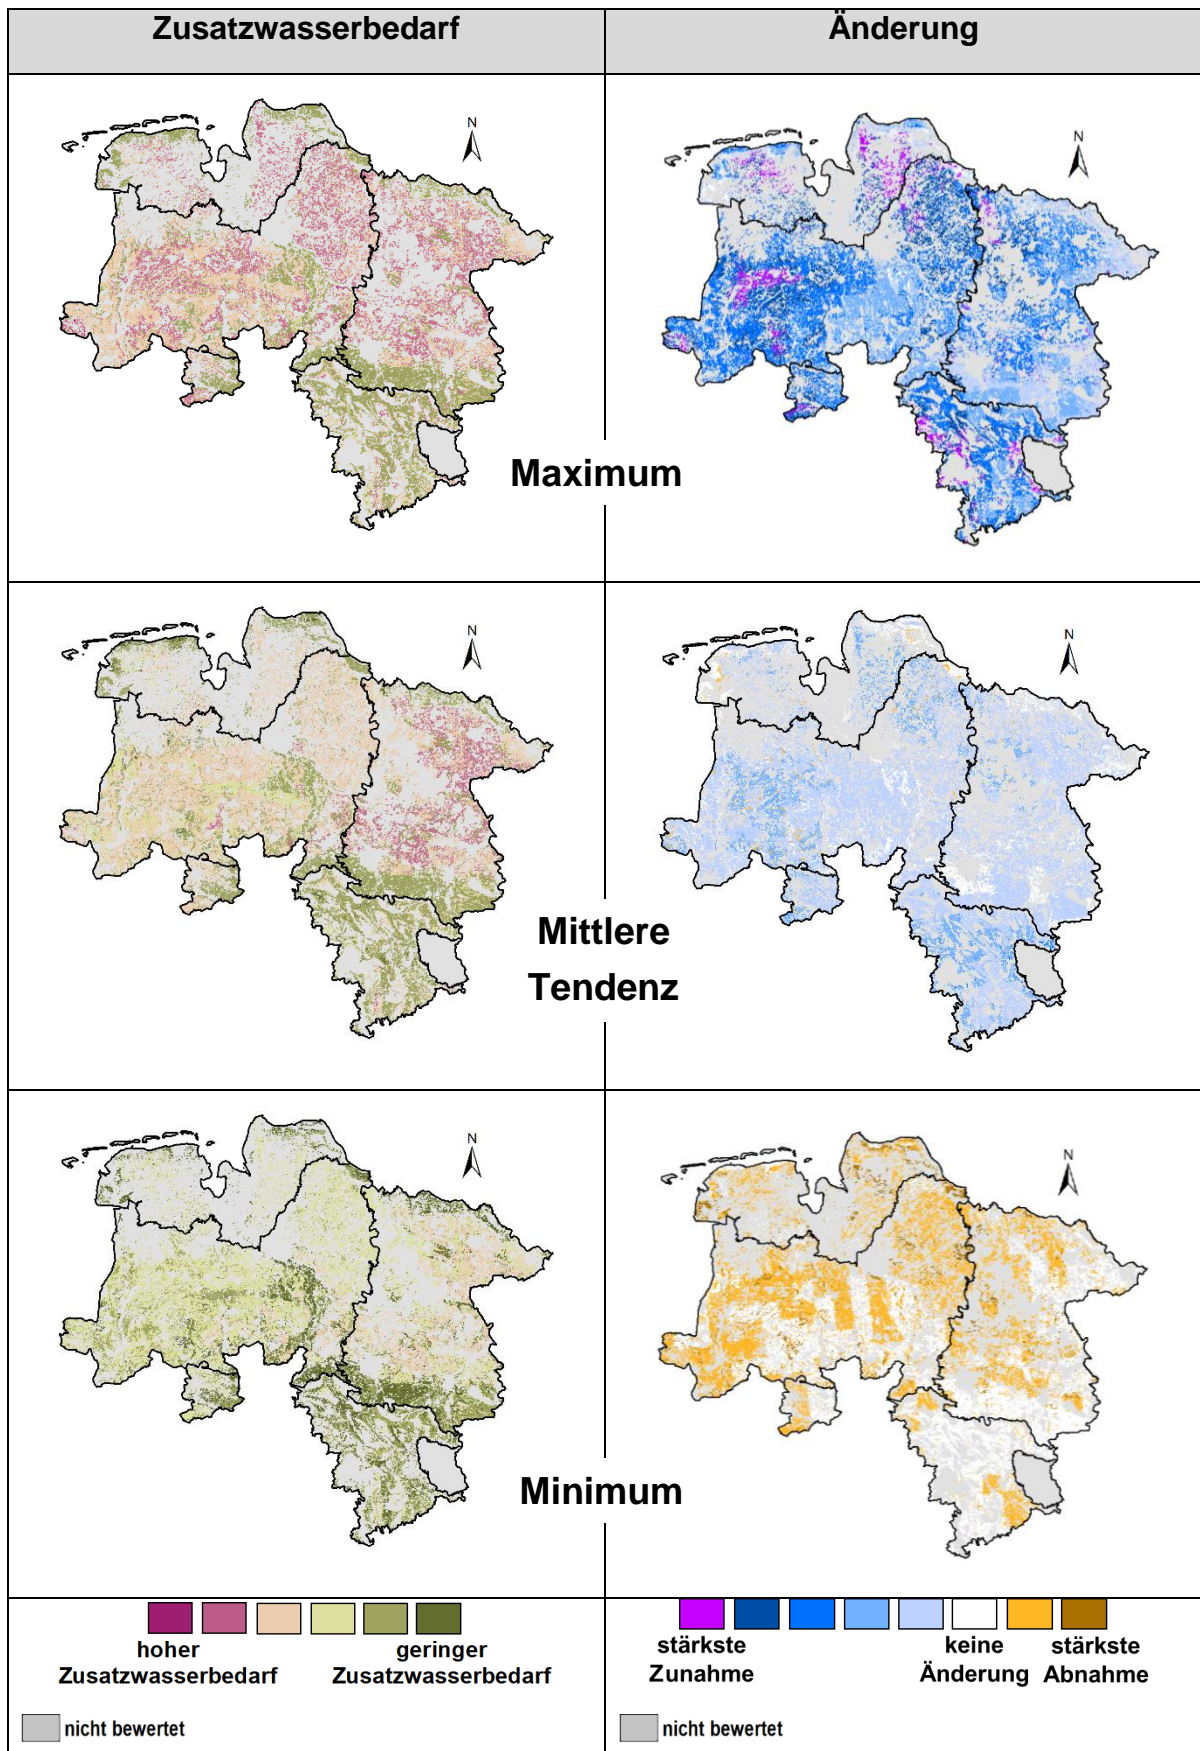 Zusatzwasserbedarf
Änderung
N
N
Maximum
N
N
Mittlere
Tendenz
N
N
Minimum
hoher
Zusatzwasserbedarf
geringer
Zusatzwasserbedarf
stärkste
Zunahme
keine
Änderung
stärkste
Abnahme
nicht bewertet
nicht bewertet